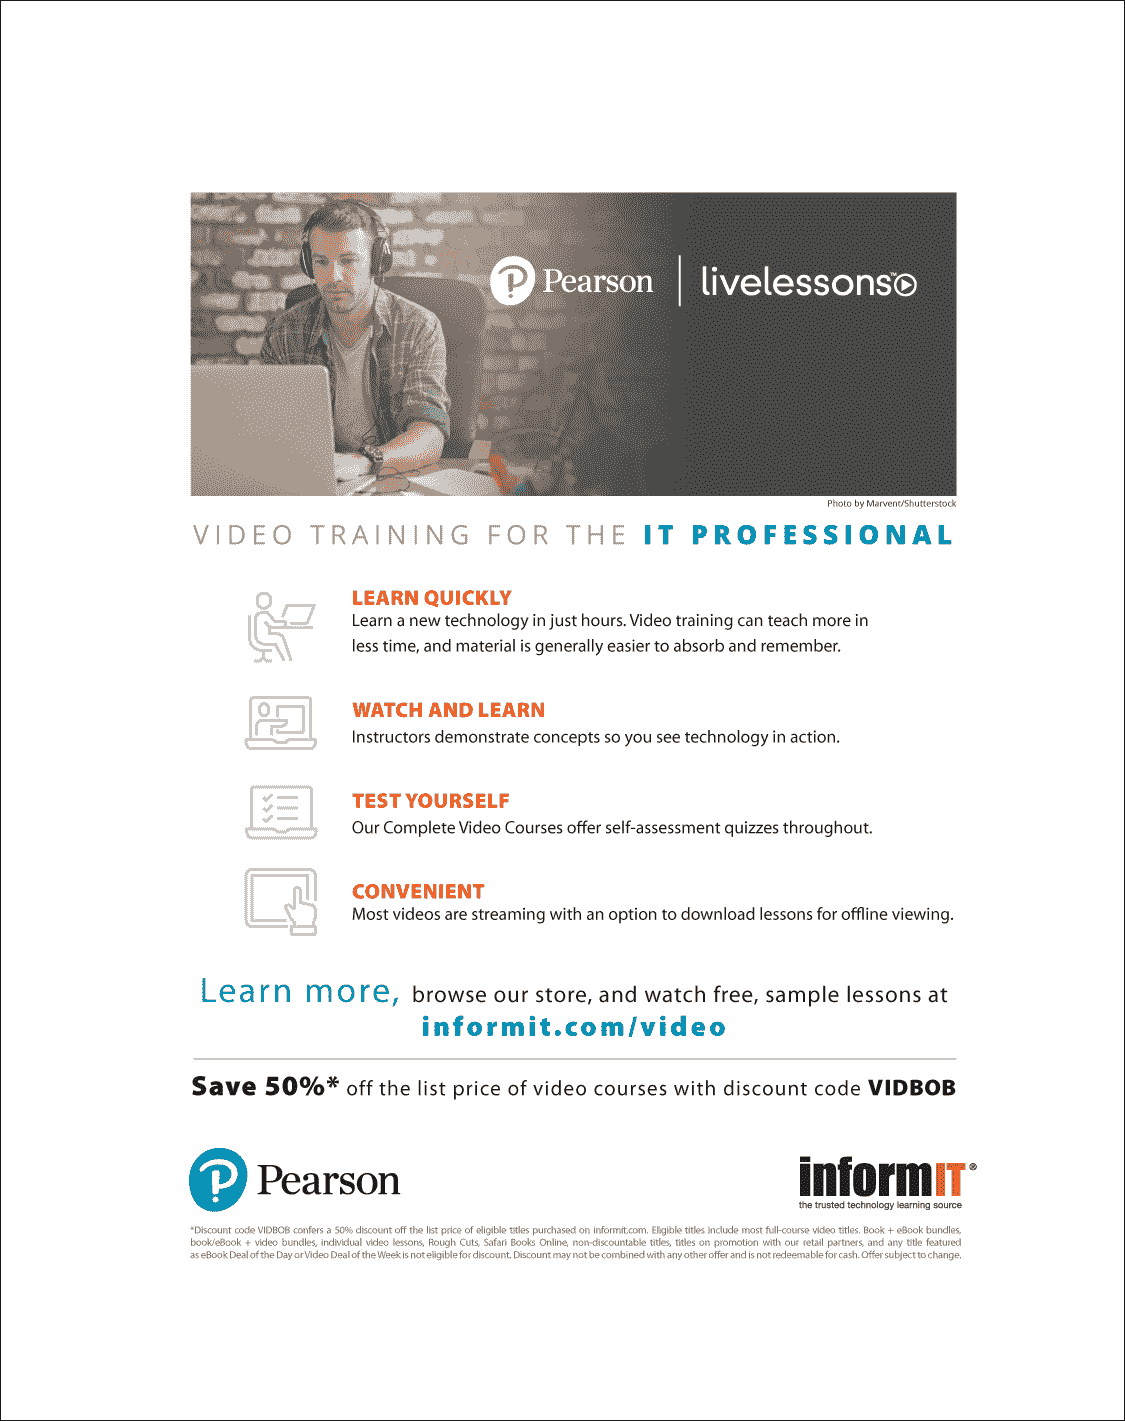 Pearson | livelessons™
Photo by Marvent/Shutterstock
VIDEO TRAINING FOR THE IT PROFESSIONAL
LEARN QUICKLY
Learn a new technology in just hours. Video training can teach more in
less time, and material is generally easier to absorb and remember.
WATCH AND LEARN
Instructors demonstrate concepts so you see technology in action.
TEST YOURSELF
Our Complete Video Courses offer self-assessment quizzes throughout.
CONVENIENT
Most videos are streaming with an option to download lessons for offline viewing.
Learn more, browse our store, and watch free, sample lessons at
informit.com/video
Save 50%* off the list price of video courses with discount code VIDBOB
Pearson
informIT®
the trusted technology learning source
*Discount code VIDBOB confers a 50% discount off the list price of eligible titles purchased on informit.com. Eligible titles include most full-course video titles. Book + eBook bundles,
book/eBook + video bundles, individual video lessons, Rough Cuts, Safari Books Online, non-discountable titles, titles on promotion with our retail partners, and any title featured
as eBook Deal of the Day or Video Deal of the Week is not eligible for discount. Discount may not be combined with any other offer and is not redeemable for cash. Offer subject to change.